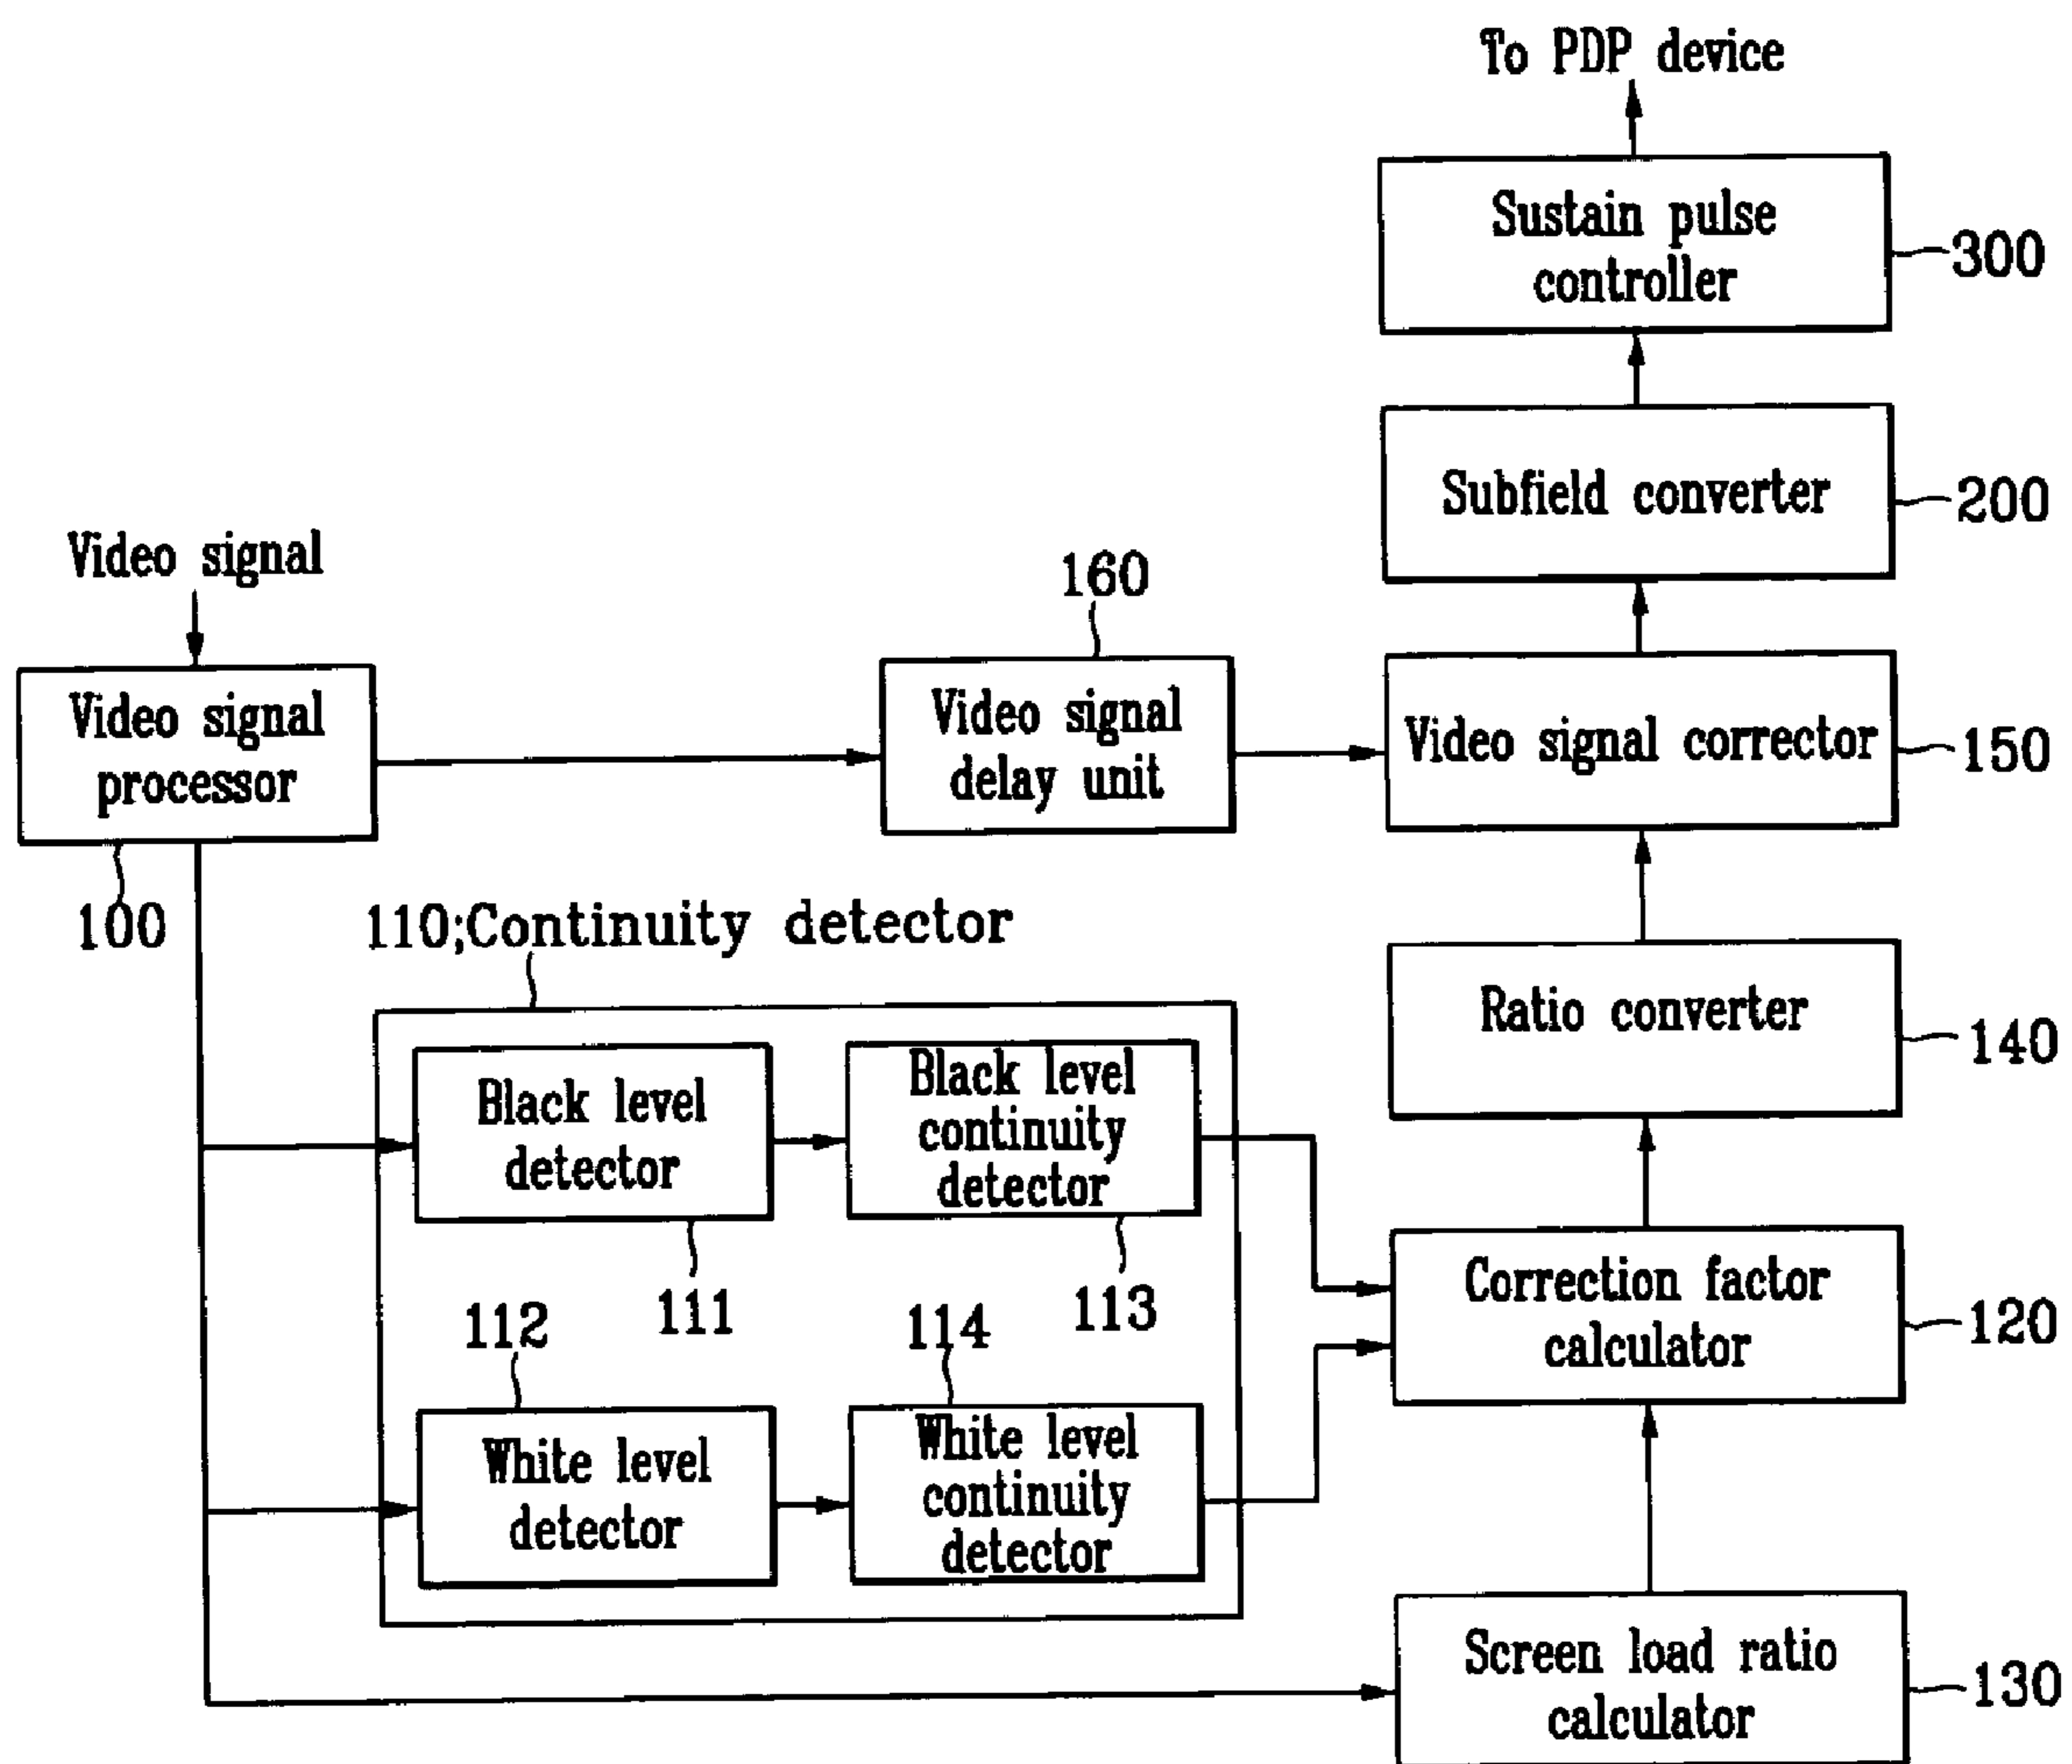 To PDP device
Sustain pulse
controller
300
Subfield converter
200
Video signal
160
Video signal
processor
Video signal
delay unit
Video signal corrector
150
100
110;Continuity detector
Ratio converter
140
Black level
detector
Black level
continuity
detector
111
113
Correction factor
calculator
120
112
114
White level
detector
White level
continuity
detector
Screen load ratio
calculator
130